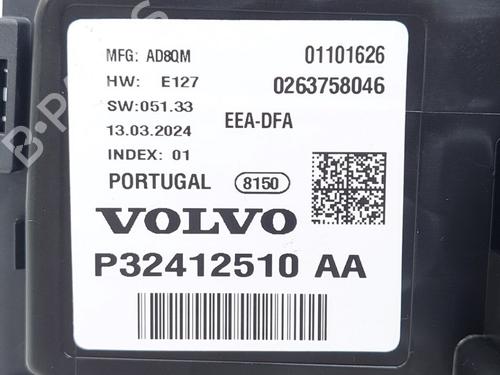 MFG: AD8QM 01101626
HW: E127 0263758046
SW:051.33
13.03.2024 EEA-DFA
INDEX: 01
PORTUGAL 8150
VOLVO
P32412510 AA